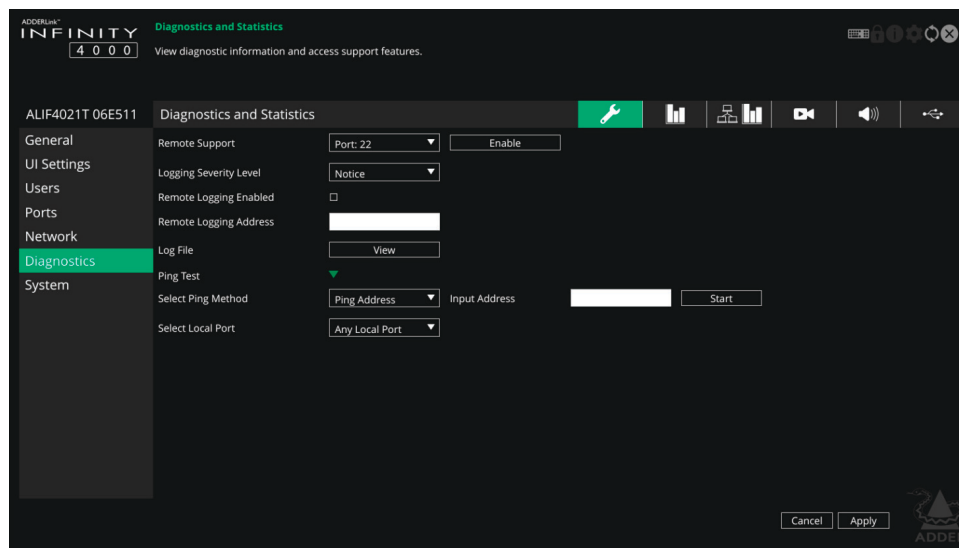 ADDERLink™
INFINITY
4000
Diagnostics and Statistics
View diagnostic information and access support features.
ALIF4021T 06E511
Diagnostics and Statistics
General
UI Settings
Users
Ports
Network
Diagnostics
System
Remote Support Port: 22 Enable
Logging Severity Level Notice
Remote Logging Enabled
Remote Logging Address
Log File View
Ping Test
Select Ping Method Ping Address Input Address Start
Select Local Port Any Local Port
Cancel Apply
ADDE